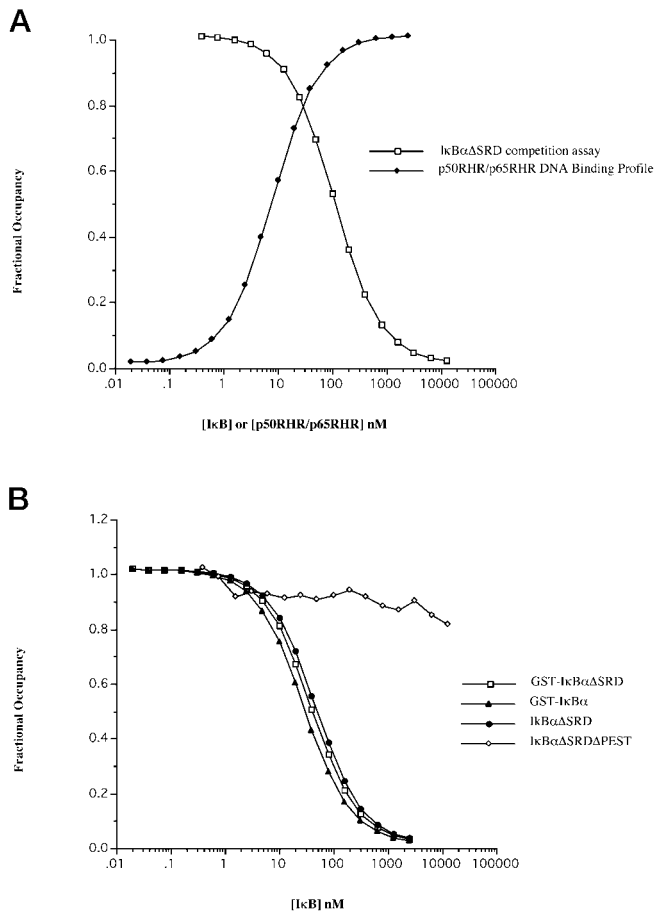 A
1.0
0.8
0.6
0.4
0.2
0.0
Fractional Occupancy
IκBαΔSRD competition assay
p50RHR/p65RHR DNA Binding Profile
.01 .1 1 10 100 1000 10000 100000
[IκB] or [p50RHR/p65RHR] nM
B
1.2
1.0
0.8
0.6
0.4
0.2
0.0
Fractional Occupancy
GST-IκBαΔSRD
GST-IκBα
IkBαΔSRD
IκBαΔSRDΔPEST
.01 .1 1 10 100 1000 10000 100000
[IκB] nM